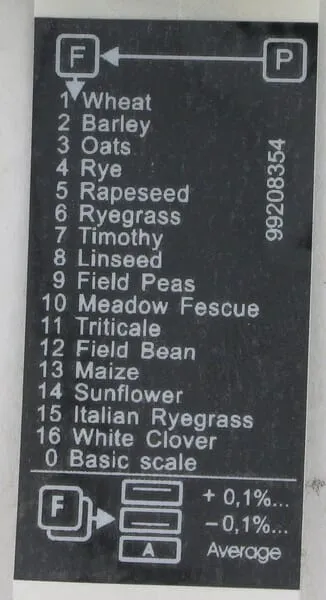 F P
1 Wheat
2 Barley
3 Oats
4 Rye
5 Rapeseed
6 Ryegrass
7 Timothy
8 Linseed
9 Field Peas
10 Meadow Fescue
11 Triticale
12 Field Bean
13 Maize
14 Sunflower
15 Italian Ryegrass
16 White Clover
0 Basic scale
99208354
F
+ 0,1%...
- 0,1%...
A Average